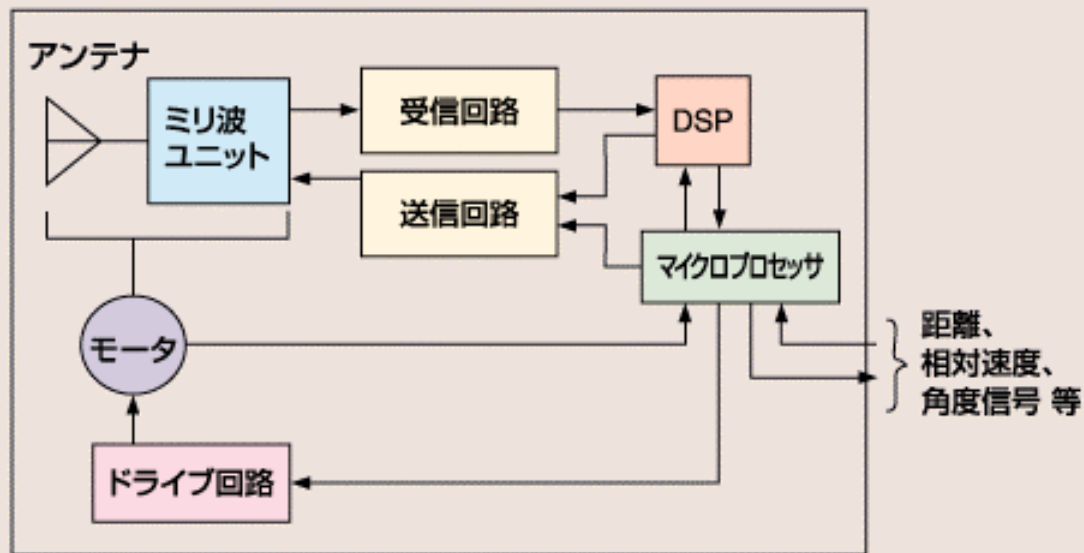 アンテナ
ミリ波
ユニット
受信回路
DSP
送信回路
マイクロプロセッサ
モータ
距離、
相対速度、
角度信号 等
ドライブ回路